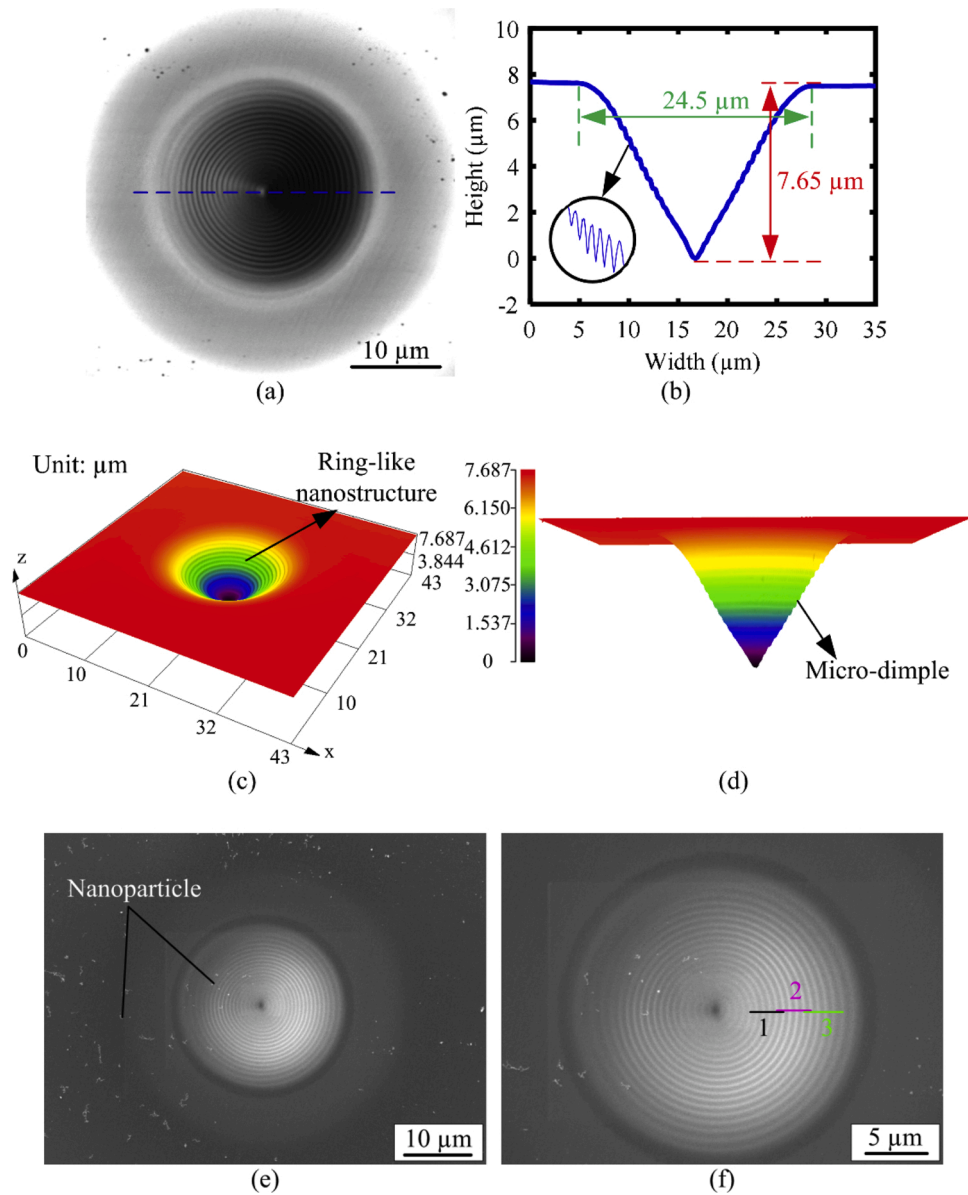 10 µm
(a)
10
8
6
4
2
0
-2
Height (µm)
24.5 µm
7.65 µm
0
5
10
15
20
25
30
35
Width (µm)
(b)
Unit: µm
Ring-like
nanostructure
7.687
3.844
43
32
21
10
z
0
10
21
32
43
x
(c)
7.687
6.150
4.612
3.075
1.537
0
Micro-dimple
(d)
Nanoparticle
10 µm
(e)
2
1
3
5 µm
(f)